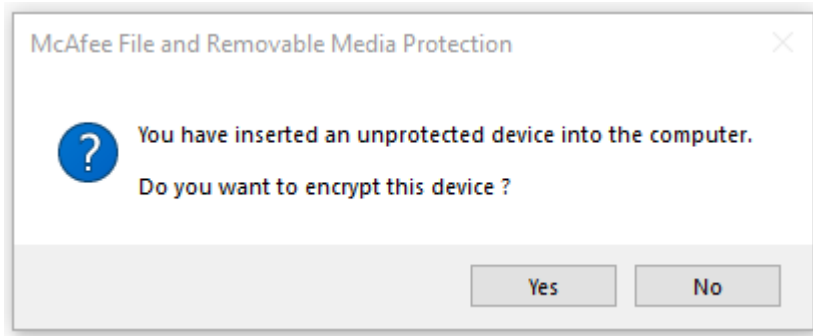 McAfee File and Removable Media Protection
You have inserted an unprotected device into the computer.
Do you want to encrypt this device ?
Yes
No